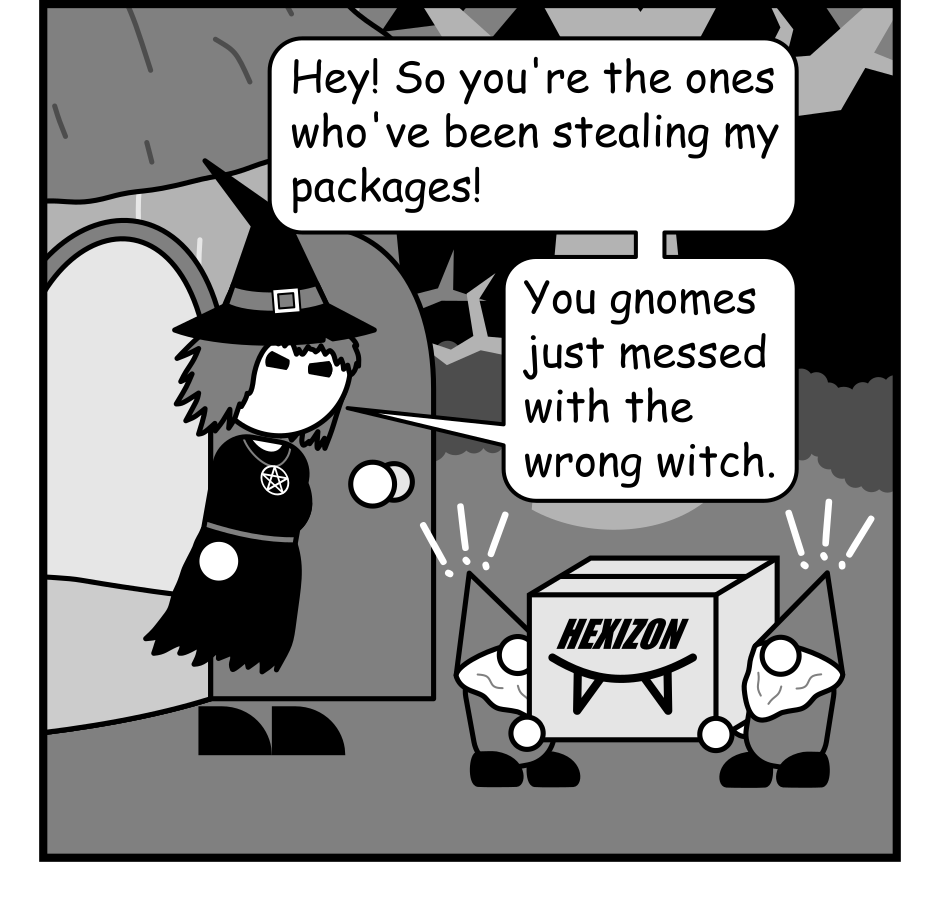 Hey! So you're the ones
who've been stealing my
packages!
You gnomes
just messed
with the
wrong witch.
HEXIZON